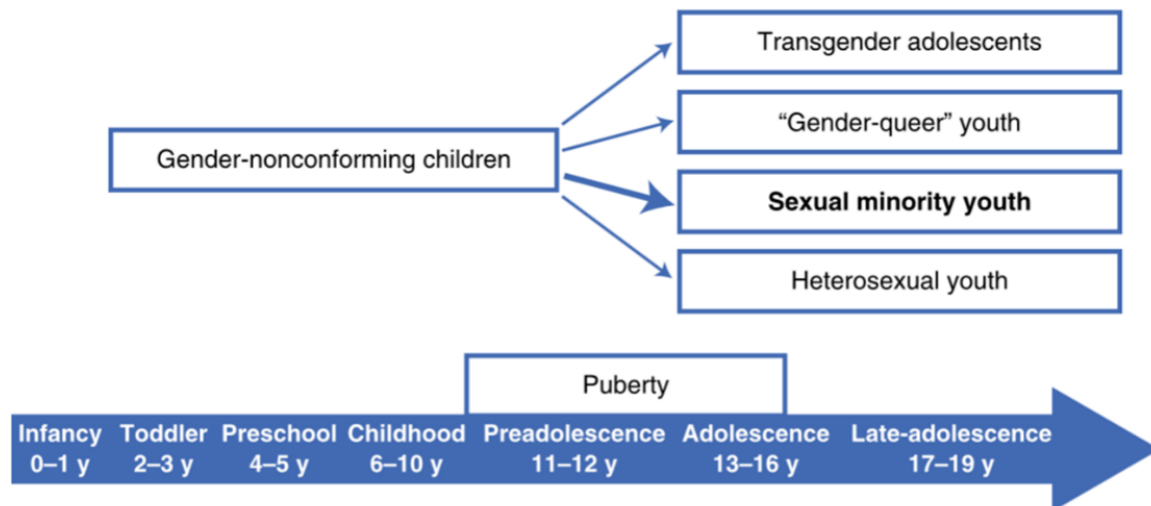 Transgender adolescents
Gender-nonconforming children
“Gender-queer” youth
Sexual minority youth
Heterosexual youth
Puberty
Infancy Toddler Preschool Childhood Preadolescence Adolescence Late-adolescence
0–1 y 2–3 y 4–5 y 6–10 y 11–12 y 13–16 y 17–19 y